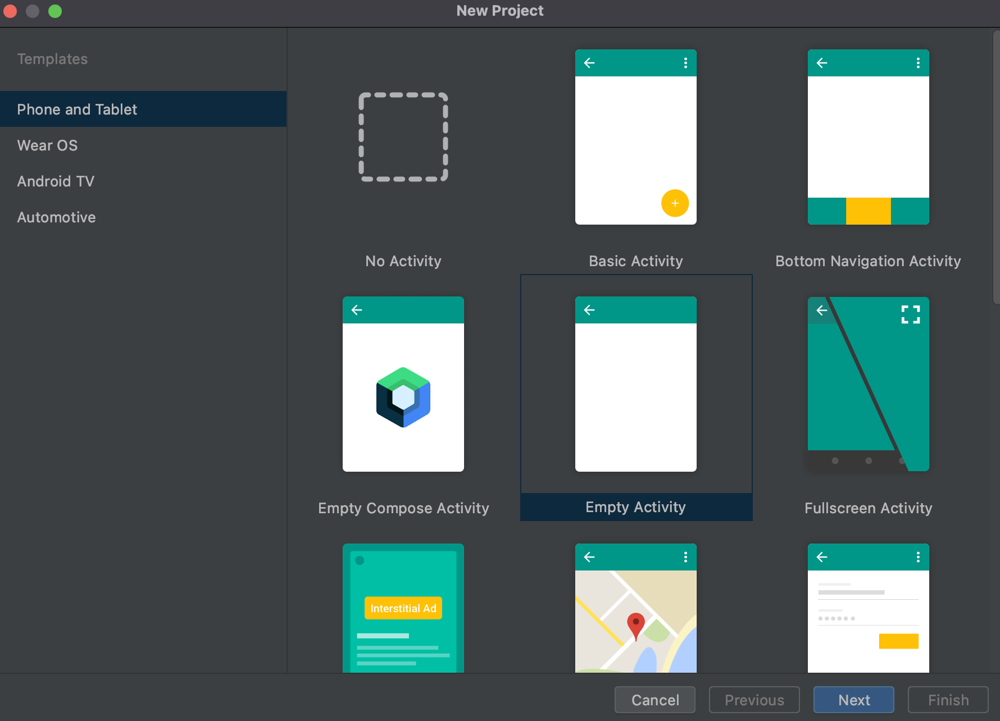 New Project
Templates
Phone and Tablet
Wear OS
Android TV
Automotive
No Activity
Basic Activity
Bottom Navigation Activity
Empty Compose Activity
Empty Activity
Fullscreen Activity
Interstitial Ad
Cancel
Previous
Next
Finish